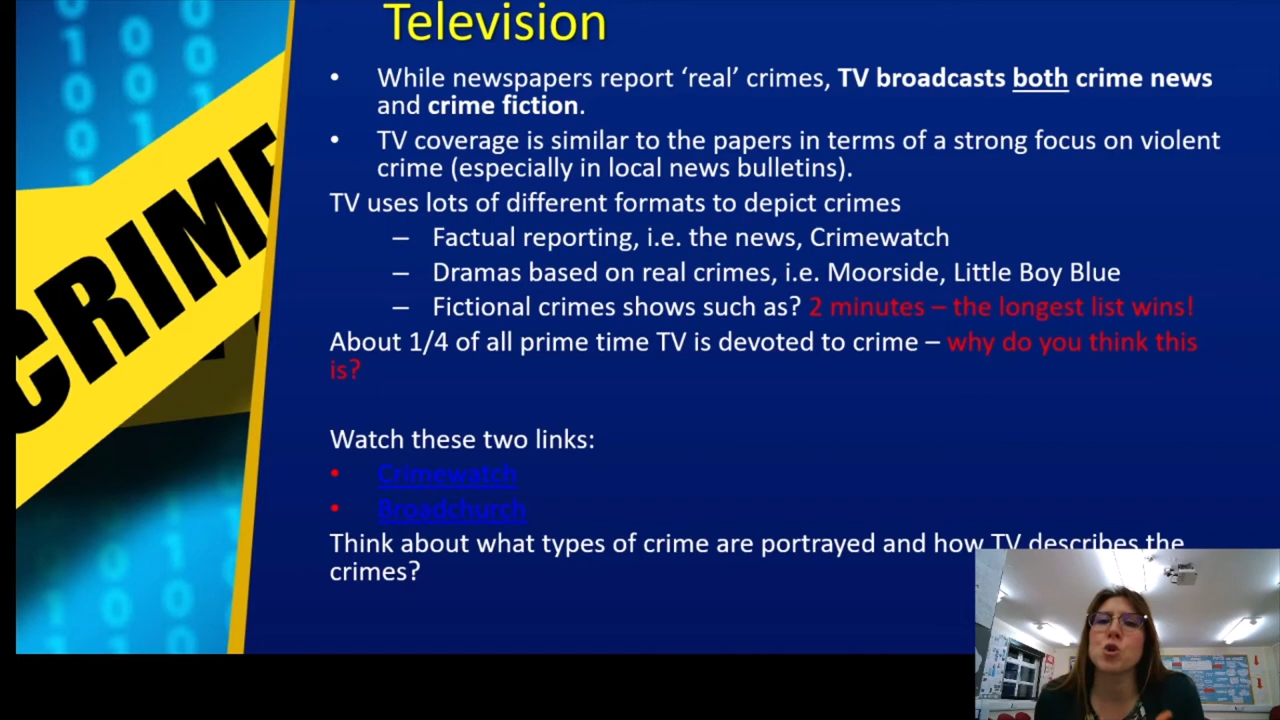 Television
• While newspapers report ‘real’ crimes, TV broadcasts both crime news
and crime fiction.
• TV coverage is similar to the papers in terms of a strong focus on violent
crime (especially in local news bulletins).
TV uses lots of different formats to depict crimes
– Factual reporting, i.e. the news, Crimewatch
– Dramas based on real crimes, i.e. Moorside, Little Boy Blue
– Fictional crimes shows such as? 2 minutes – the longest list wins!
About 1/4 of all prime time TV is devoted to crime – why do you think this
is?
Watch these two links:
• Crimewatch
• Broadchurch
Think about what types of crime are portrayed and how TV describes the
crimes?
CRIME